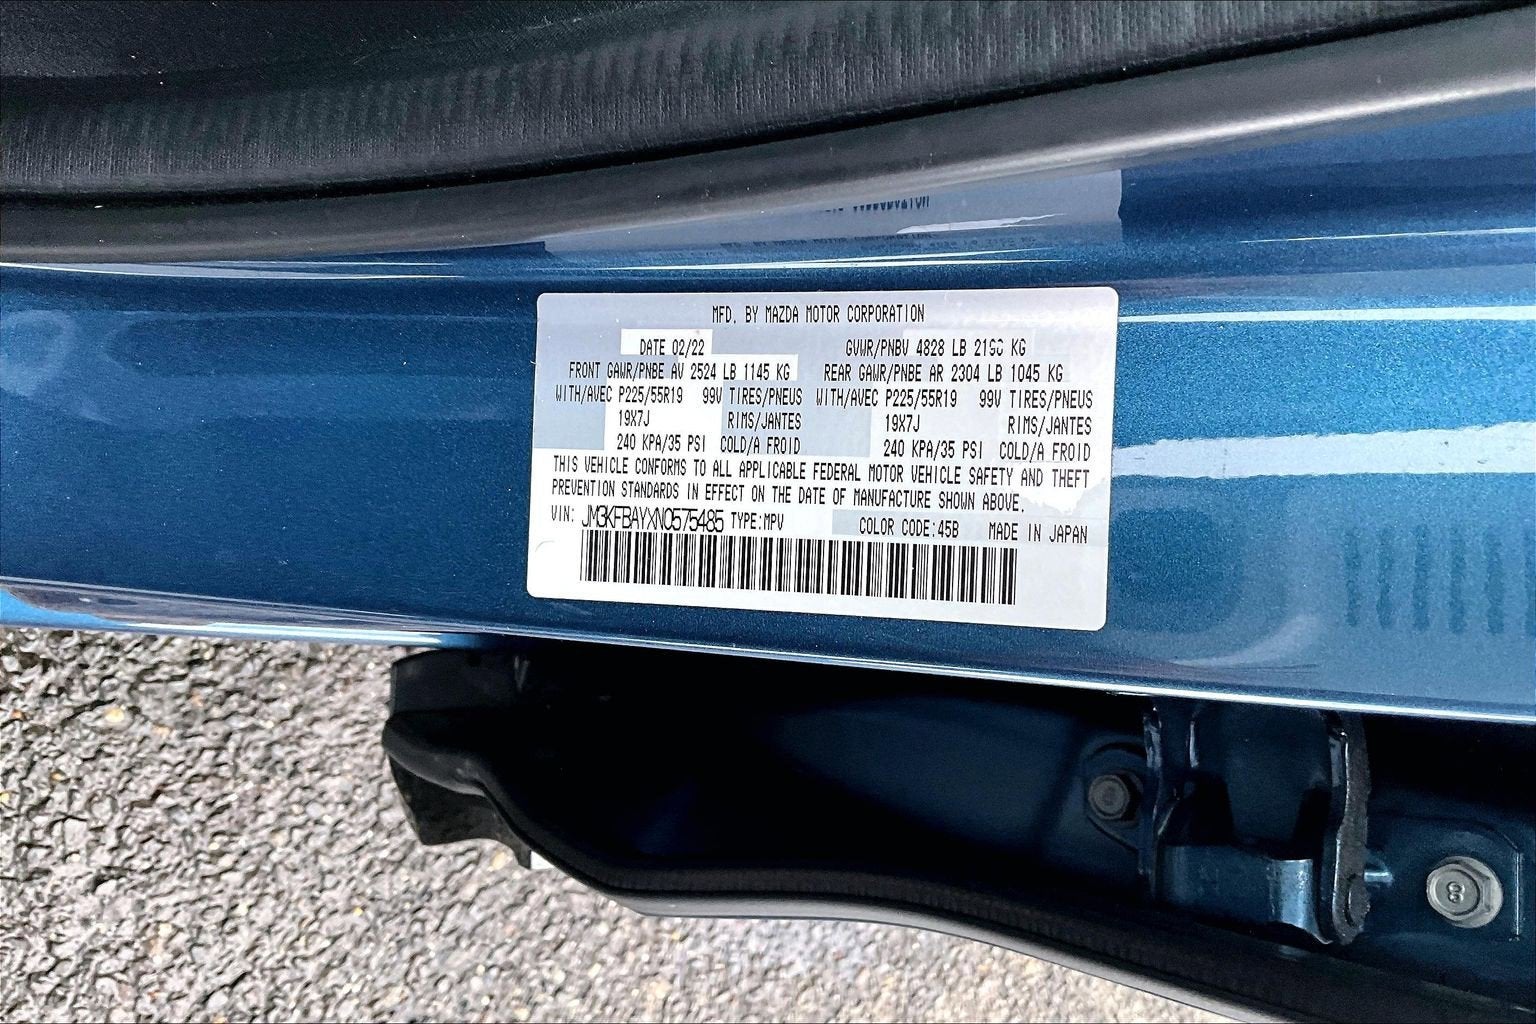 MFD. BY MAZDA MOTOR CORPORATION
DATE 02/22 GVWR/PNBV 4828 LB 2190 KG
FRONT GAWR/PNBE AV 2524 LB 1145 KG REAR GAWR/PNBE AR 2304 LB 1045 KG
WITH/AVEC P225/55R19 99V TIRES/PNEUS WITH/AVEC P225/55R19 99V TIRES/PNEUS
19X7J RIMS/JANTES 19X7J RIMS/JANTES
240 KPA/35 PSI COLD/A FROID 240 KPA/35 PSI COLD/A FROID
THIS VEHICLE CONFORMS TO ALL APPLICABLE FEDERAL MOTOR VEHICLE SAFETY AND THEFT
PREVENTION STANDARDS IN EFFECT ON THE DATE OF MANUFACTURE SHOWN ABOVE.
VIN: JM3KFBAYXN0575485 TYPE:MPV COLOR CODE:45B MADE IN JAPAN
8